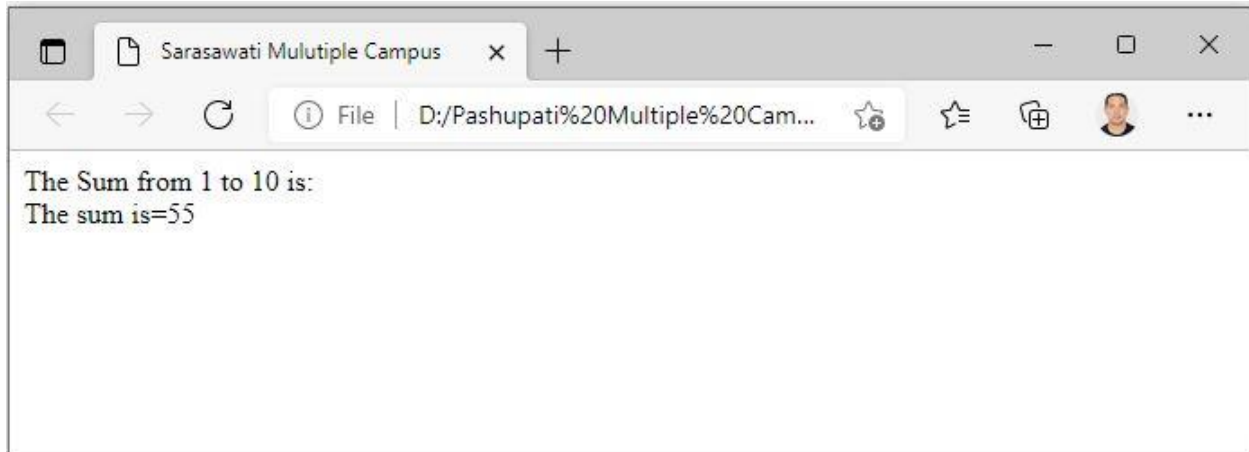 Sarasawati Mulutiple Campus
File | D:/Pashupati%20Multiple%20Cam...
The Sum from 1 to 10 is:
The sum is=55